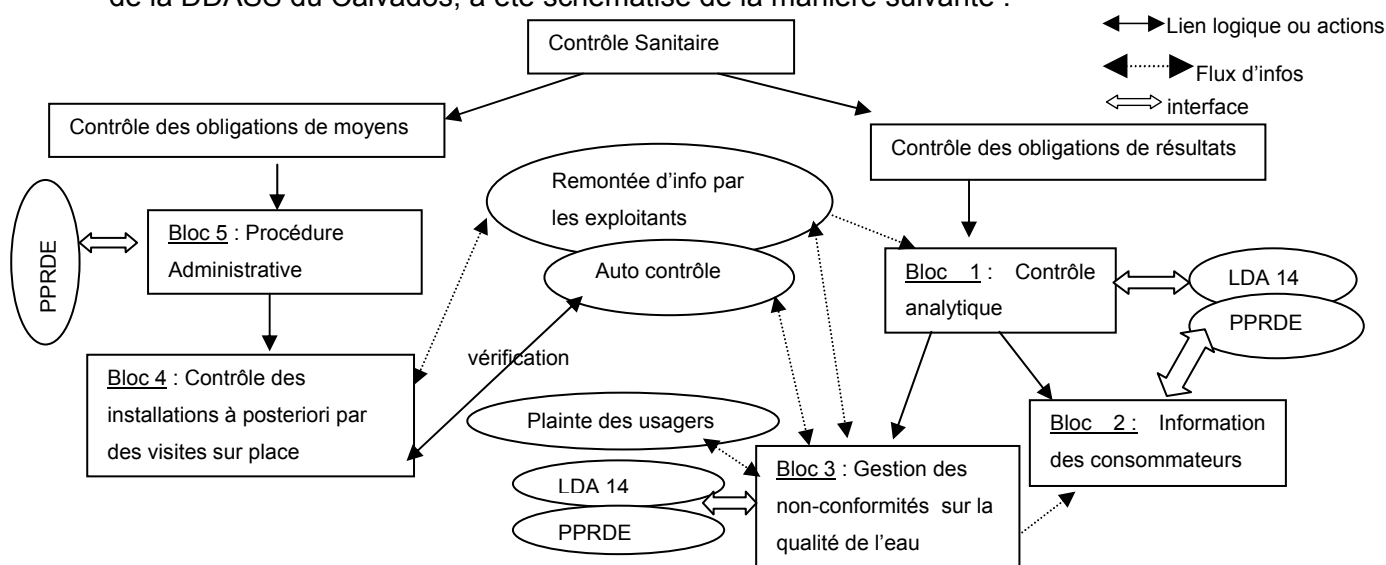 de la DDASS du Calvados, a été schématisé de la manière suivante :
Contrôle Sanitaire
Lien logique ou actions
Flux d'infos
interface
Contrôle des obligations de moyens
Contrôle des obligations de résultats
Remontée d'info par
les exploitants
Auto contrôle
PPRDE
Bloc 5 : Procédure
Administrative
Bloc 1 : Contrôle
analytique
LDA 14
PPRDE
vérification
Bloc 4 : Contrôle des
installations à posteriori par
des visites sur place
Plainte des usagers
Bloc 2 : Information
des consommateurs
LDA 14
PPRDE
Bloc 3 : Gestion des
non-conformités sur la
qualité de l'eau